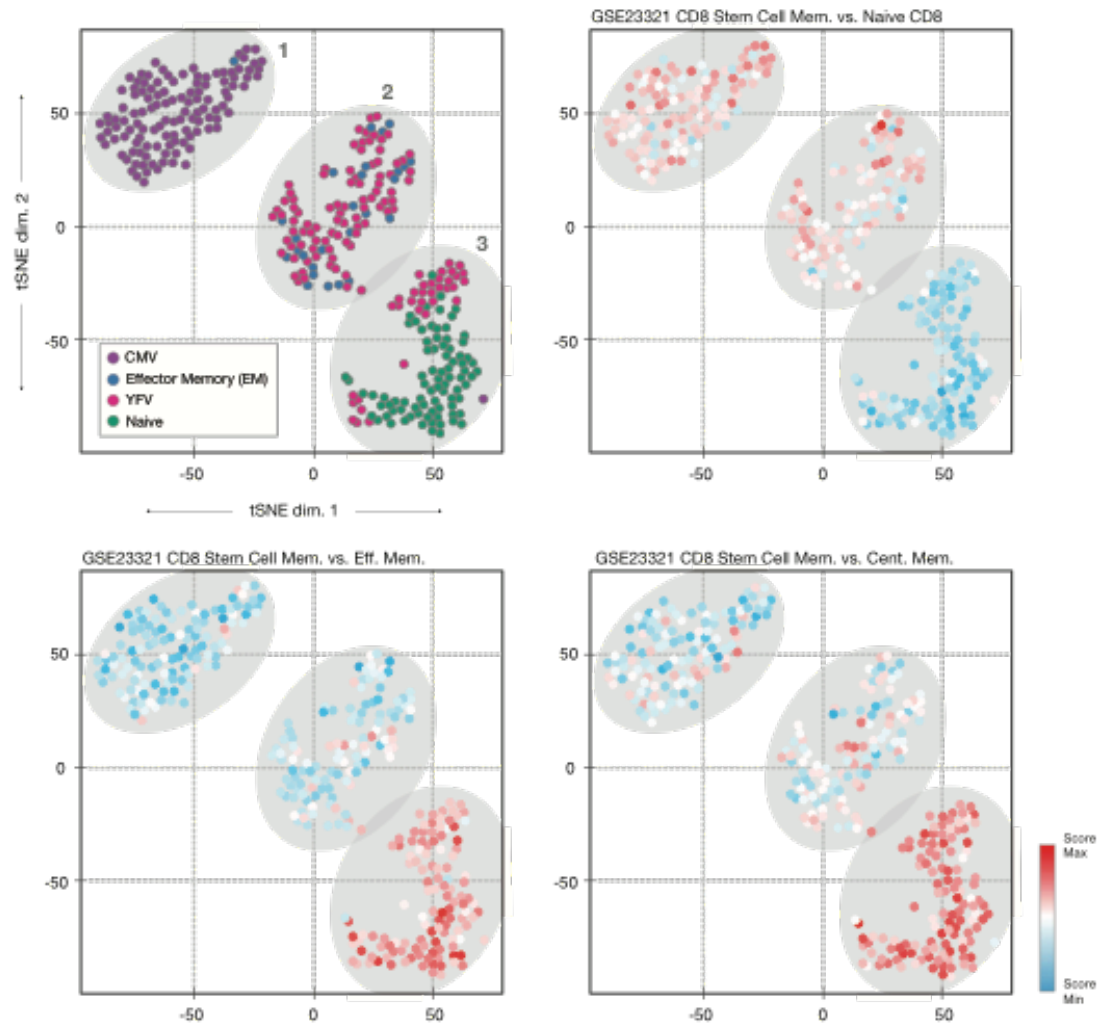 GSE23321 CD8 Stem Cell Mem. vs. Naive CD8
1
2
3
50
0
-50
tSNE dim. 2
CMV
Effector Memory (EM)
YFV
Naive
-50 0 50
tSNE dim. 1
-50 0 50
GSE23321 CD8 Stem Cell Mem. vs. Eff. Mem.
GSE23321 CD8 Stem Cell Mem. vs. Cent. Mem.
50
0
-50
-50 0 50
50
0
-50
-50 0 50
50
0
-50
Score
Max
Score
Min